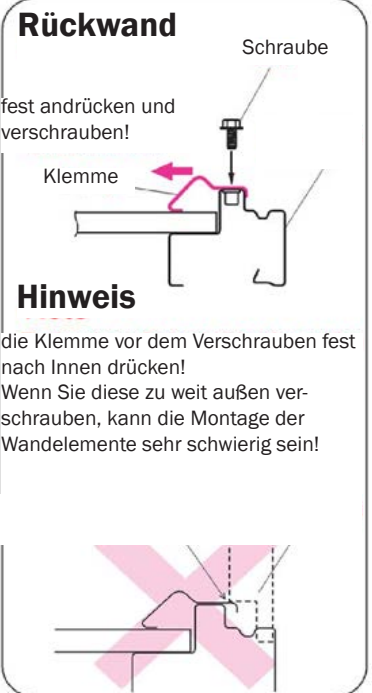 Rückwand
Schraube
fest andrücken und
verschrauben!
Klemme
Hinweis
die Klemme vor dem Verschrauben fest
nach Innen drücken!
Wenn Sie diese zu weit außen ver-
schrauben, kann die Montage der
Wandelemente sehr schwierig sein!